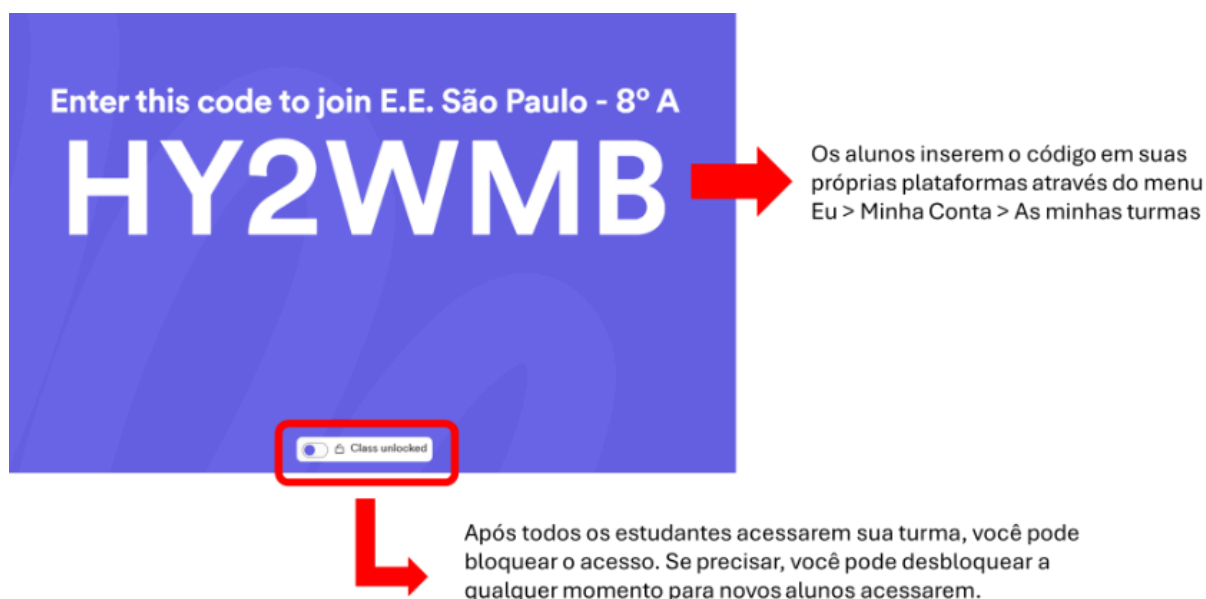 Enter this code to join E.E. São Paulo - 8º A
HY2WMB
Os alunos inserem o código em suas
próprias plataformas através do menu
Eu > Minha Conta > As minhas turmas
Class unlocked
Após todos os estudantes acessarem sua turma, você pode
bloquear o acesso. Se precisar, você pode desbloquear a
qualquer momento para novos alunos acessarem.